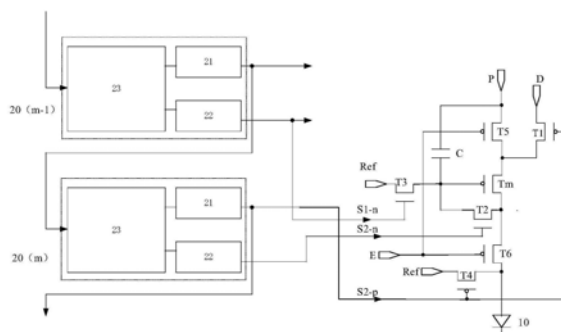 21
23
22
20（m-1）
P
D
T5
T1
C
Ref
T3
Tm
S1-n
T2
21
23
22
20（m）
S2-n
E
T6
Ref
T4
S2-p
10